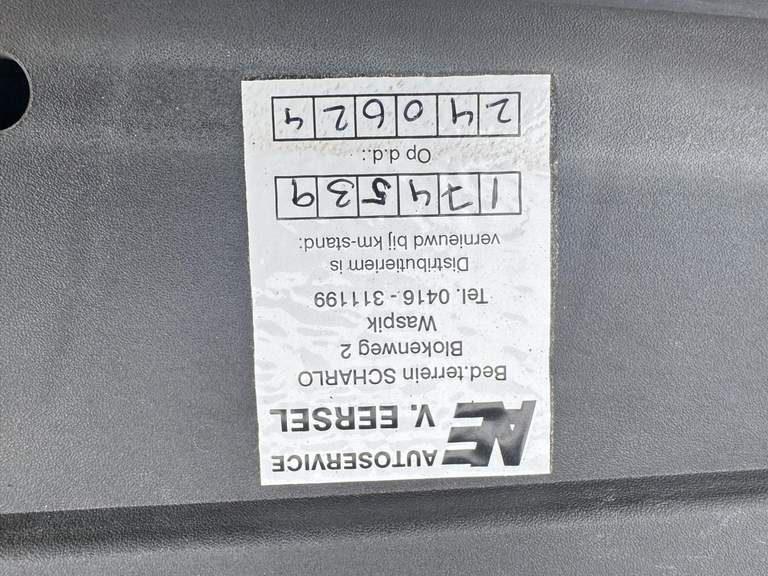 AE AUTOSERVICE
V. EERSEL
Bed.terrein SCHARLO
Blokenweg 2
Waspik
Tel. 0416 - 311199
Distributieriem is
vernieuwd bij km-stand:
174539
Op d.d.:
240624